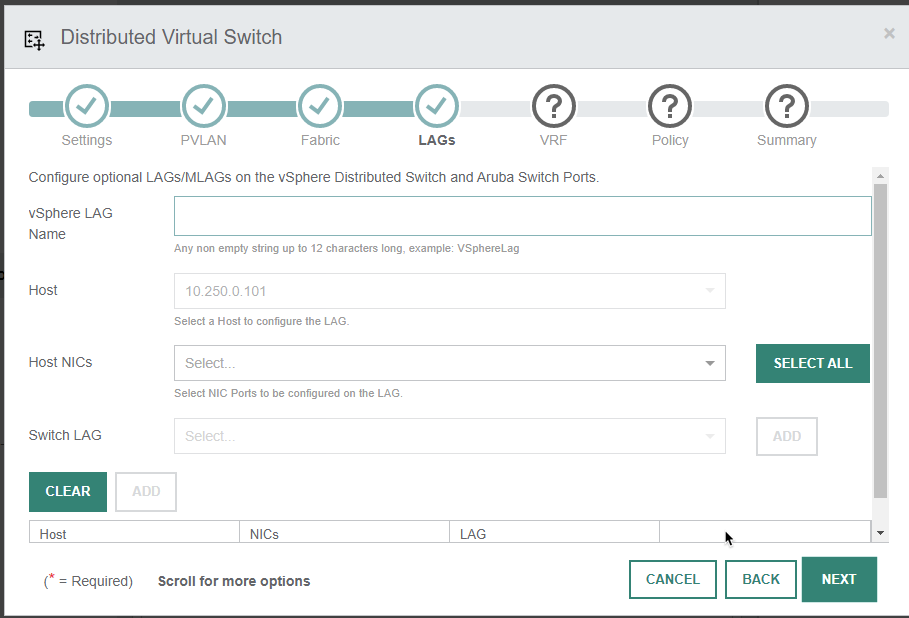 Distributed Virtual Switch
×
Settings PVLAN Fabric LAGs VRF Policy Summary
Configure optional LAGs/MLAGs on the vSphere Distributed Switch and Aruba Switch Ports.
vSphere LAG
Name
Any non empty string up to 12 characters long, example: VSphereLag
Host
10.250.0.101
Select a Host to configure the LAG.
Host NICs
Select...
SELECT ALL
Select NIC Ports to be configured on the LAG.
Switch LAG
Select...
ADD
CLEAR ADD
Host NICs LAG
(* = Required) Scroll for more options
CANCEL BACK NEXT